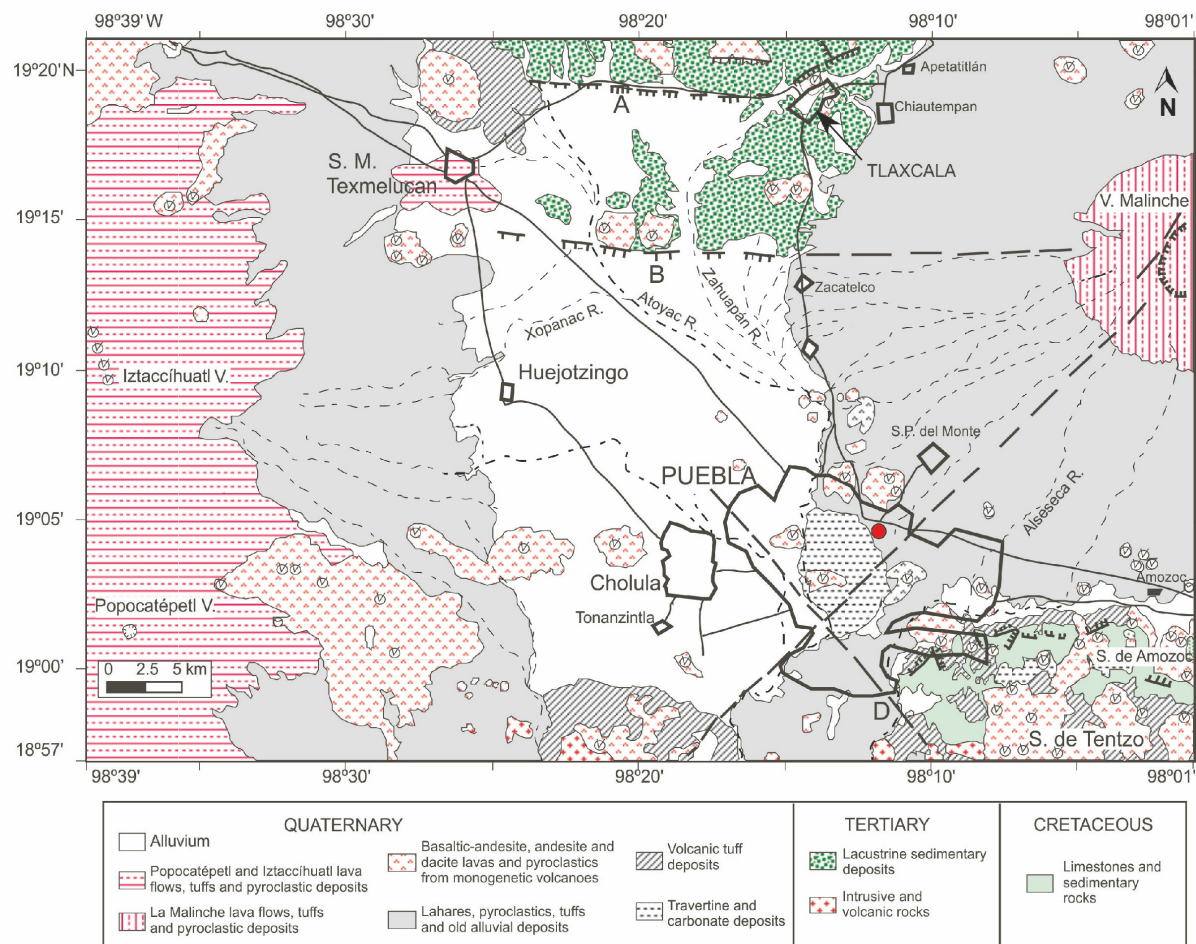 98°39' W
98°30'
98°20'
98°10'
98°01'
19°20'N
19°15'
19°10'
19°05'
19°00'
18°57'
A
Apetatitlán
Chiautempan
N
TLAXCALA
S. M.
Texmelucan
V. Malinche
B
Zahuapán R.
Zacatelco
Atoyac R.
Xopanac R.
Iztaccíhuatl V.
Huejotzingo
S.P. del Monte
PUEBLA
Alseseca R.
Cholula
Amozoc
Popocatépetl V.
Tonanzintla
0 2.5 5 km
S. de Amozoc
D
S. de Tentzo
98°39'
98°30'
98°20'
98°10'
98°01'
QUATERNARY
Alluvium
Popocatépetl and Iztaccíhuatl lava
flows, tuffs and pyroclastic deposits
La Malinche lava flows, tuffs
and pyroclastic deposits
Basaltic-andesite, andesite and
dacite lavas and pyroclastics
from monogenetic volcanoes
Lahares, pyroclastics, tuffs
and old alluvial deposits
Volcanic tuff
deposits
Travertine and
carbonate deposits
TERTIARY
Lacustrine sedimentary
deposits
Intrusive and
volcanic rocks
CRETACEOUS
Limestones and
sedimentary
rocks